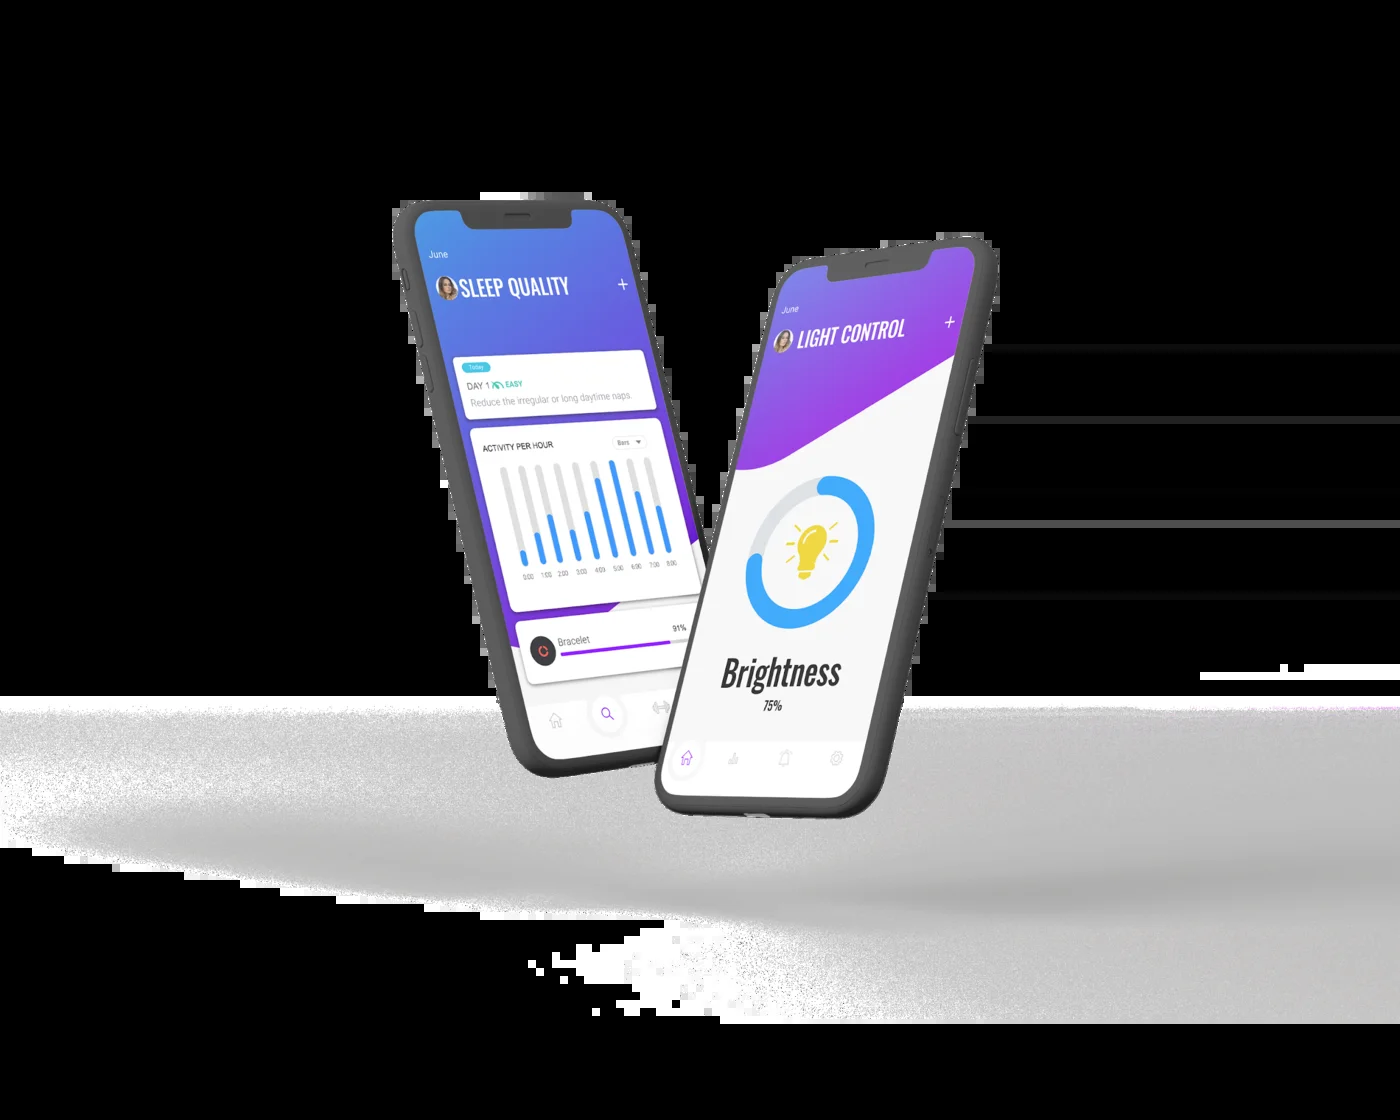 June
SLEEP QUALITY
+
Today
DAY 1 EASY
Reduce the irregular or long daytime naps.
ACTIVITY PER HOUR
Bars
0:00 1:00 2:00 3:00 4:00 5:00 6:00 7:00 8:00
Bracelet 91%
June
LIGHT CONTROL
+
Brightness
75%